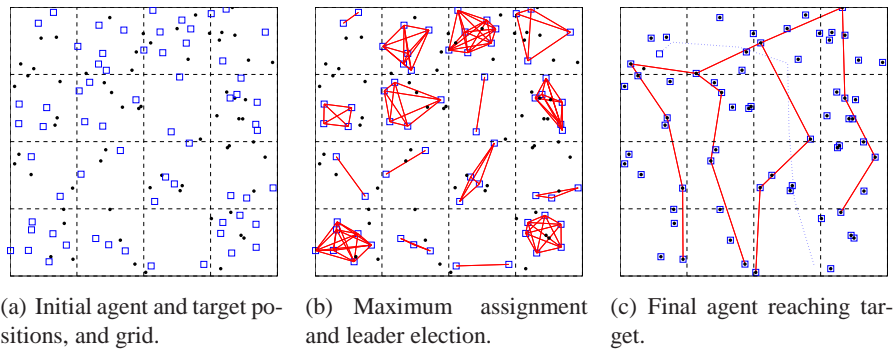 (a) Initial agent and target po-
sitions, and grid.
(b) Maximum assignment
and leader election.
(c) Final agent reaching tar-
get.